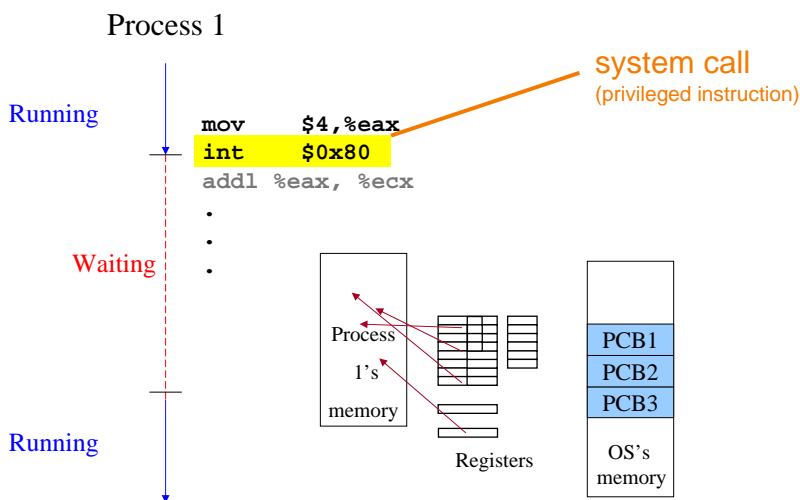 Process 1
system call
(privileged instruction)
Running
mov $4,%eax
int $0x80
addl %eax, %ecx
.
.
.
Waiting
Process
1's
memory
PCB1
PCB2
PCB3
Running
Registers
OS's
memory